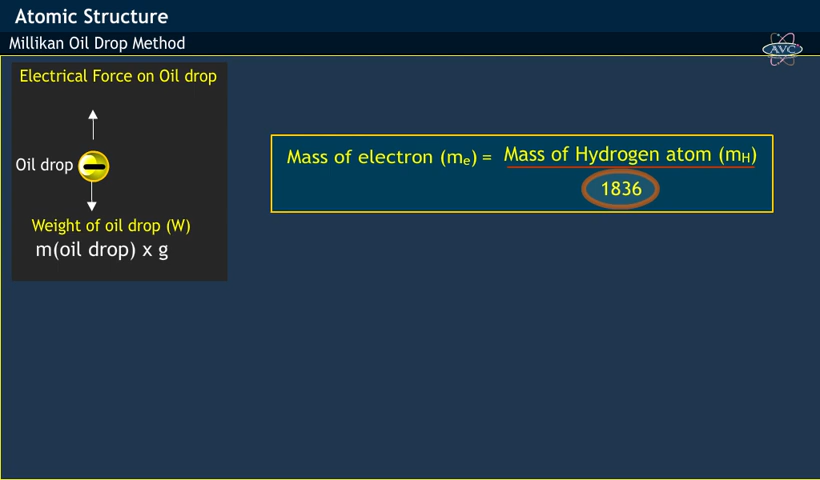 Atomic Structure
Millikan Oil Drop Method
AVC
Electrical Force on Oil drop
Oil drop
Weight of oil drop (W)
m(oil drop) x g
Mass of electron (mₑ) = Mass of Hydrogen atom (mH)
1836